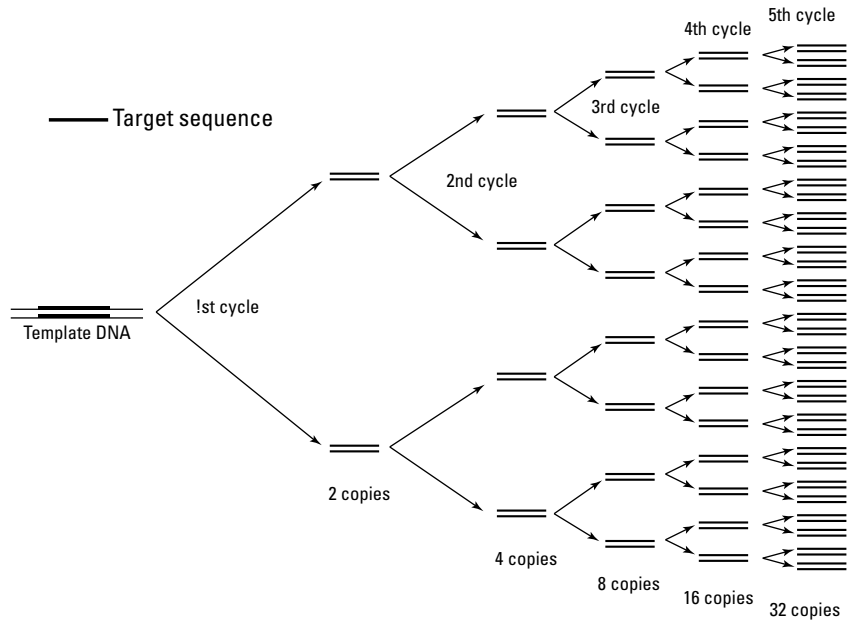 5th cycle
4th cycle
3rd cycle
Target sequence
2nd cycle
!st cycle
Template DNA
2 copies
4 copies
8 copies
16 copies
32 copies